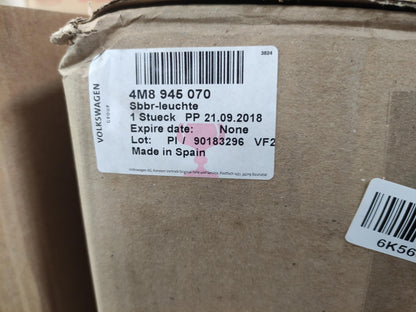 3824
VOLKSWAGEN
GROUP
4M8 945 070
Sbbr-leuchte
1 Stueck PP 21.09.2018
Expire date: None
Lot: PI / 90183296 VF2
Made in Spain
6K56